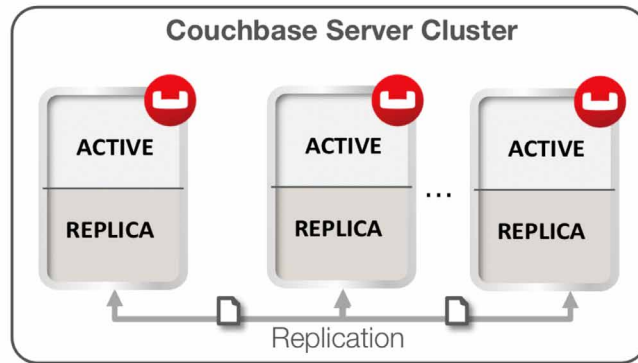 Couchbase Server Cluster
ACTIVE
ACTIVE
ACTIVE
...
REPLICA
REPLICA
REPLICA
Replication